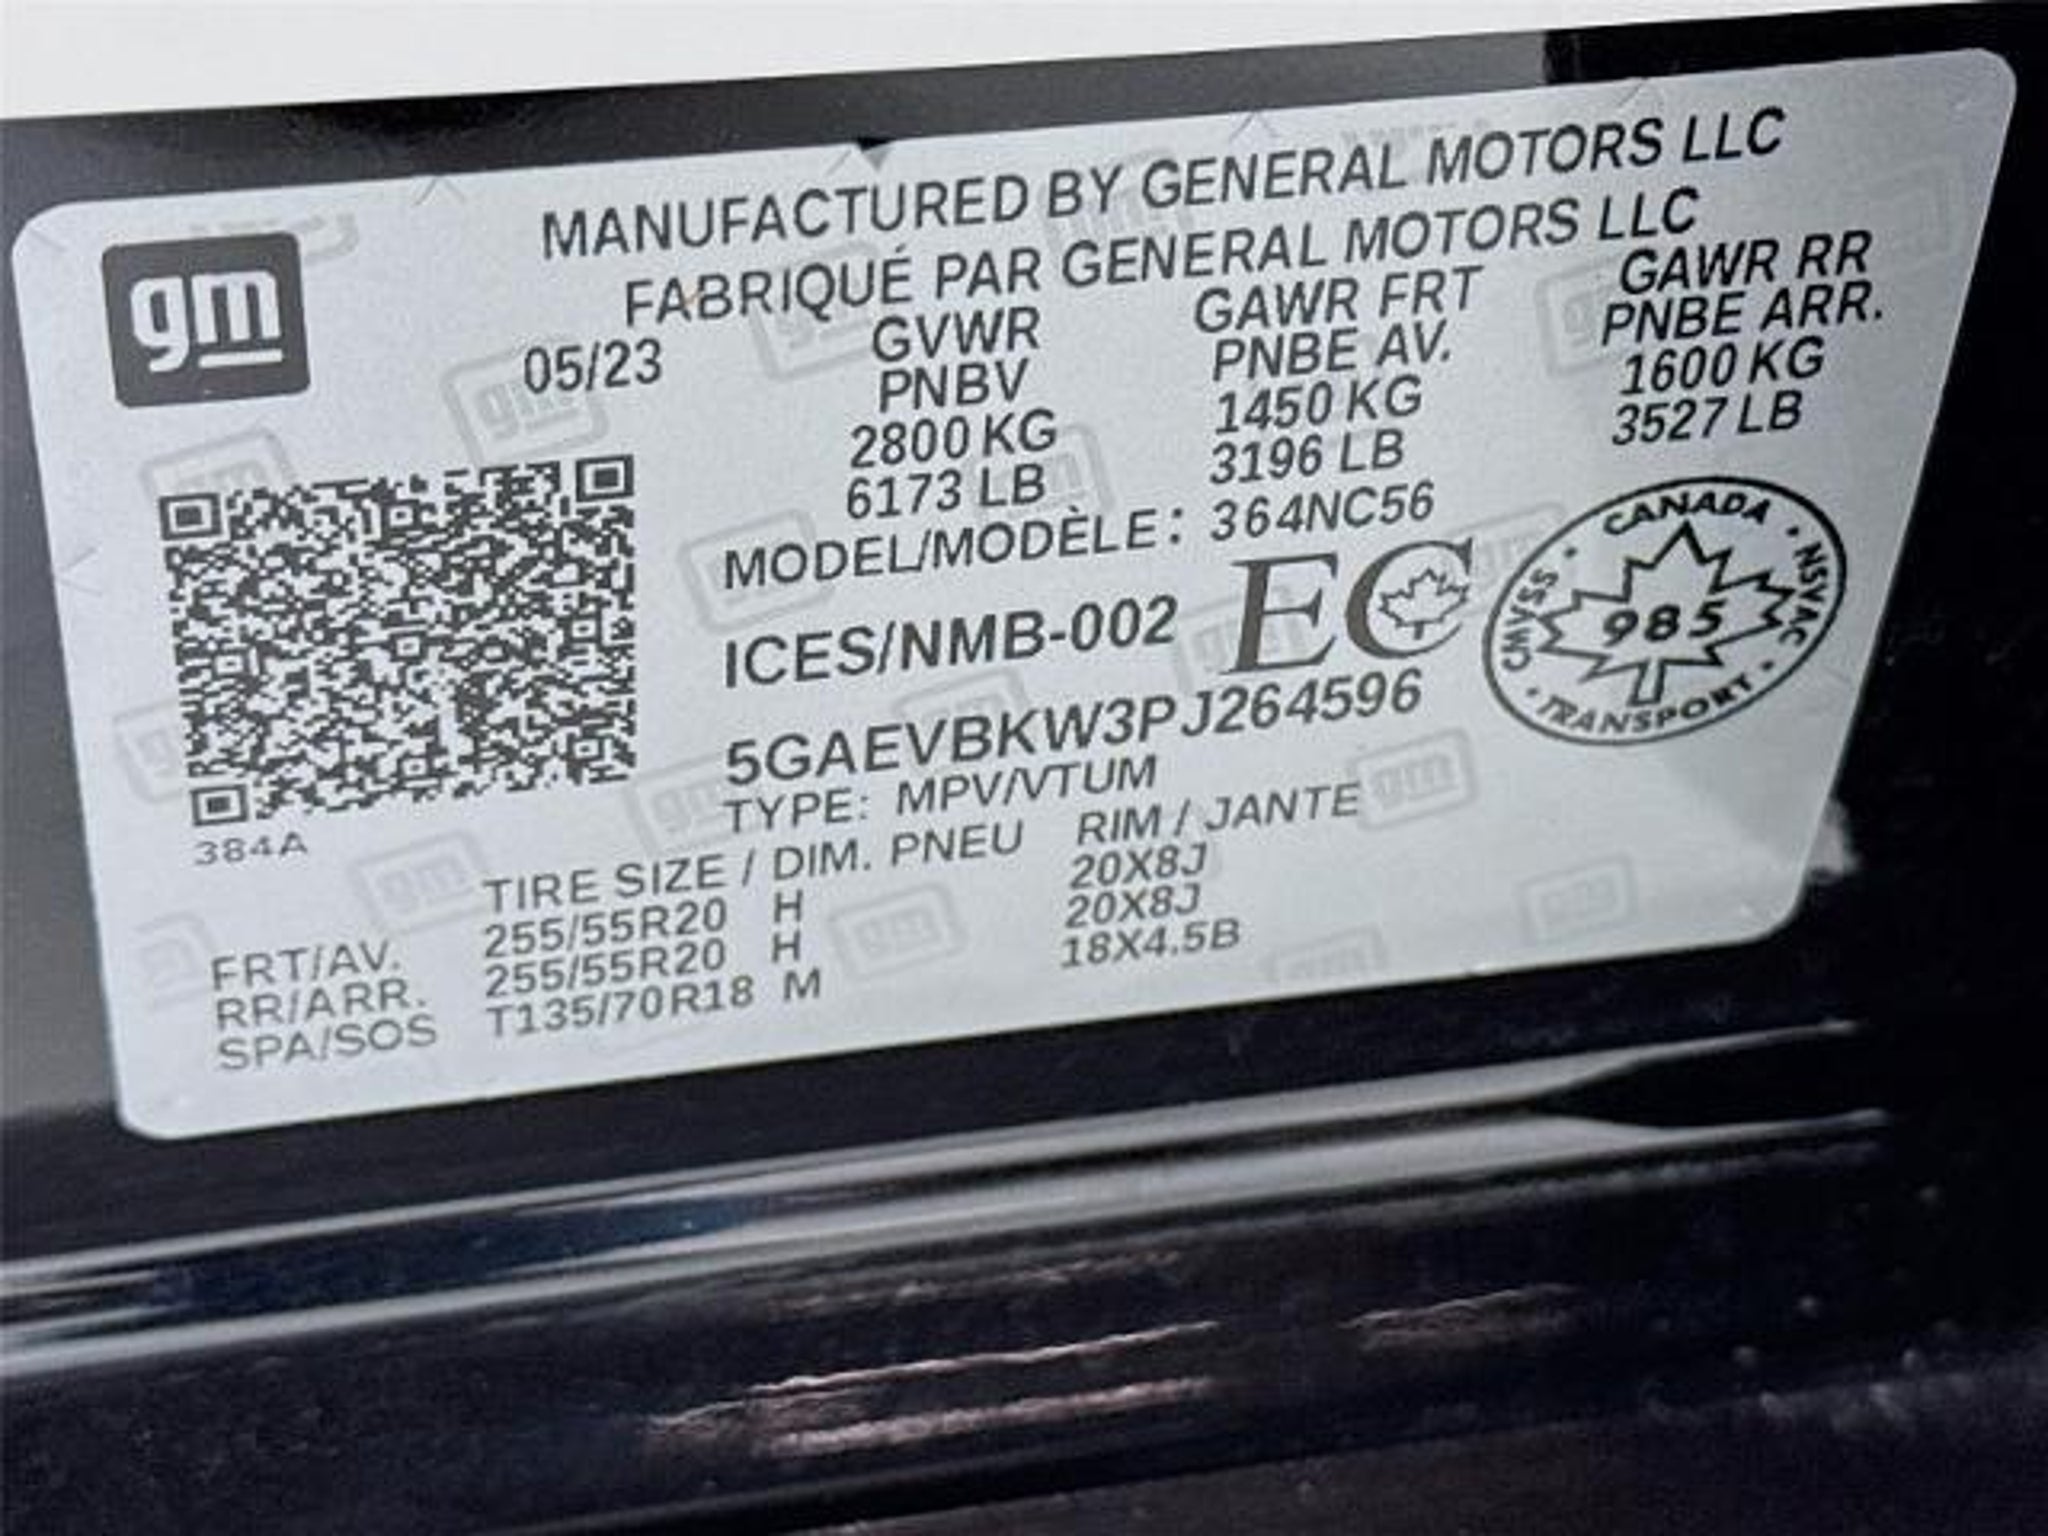 gm
MANUFACTURED BY GENERAL MOTORS LLC
FABRIQUÉ PAR GENERAL MOTORS LLC
05/23 GVWR GAWR FRT GAWR RR
PNBV PNBE AV. PNBE ARR.
2800 KG 1450 KG 1600 KG
6173 LB 3196 LB 3527 LB
MODEL/MODÈLE: 364NC56
ICES/NMB-002 EC
CANADA · NSVAC · TRANSPORT · CMVSS ·
985
5GAEVBKW3PJ264596
TYPE: MPV/VTUM
384A
TIRE SIZE / DIM. PNEU RIM / JANTE
FRT/AV. 255/55R20 H 20X8J
RR/ARR. 255/55R20 H 20X8J
SPA/SOS T135/70R18 M 18X4.5B